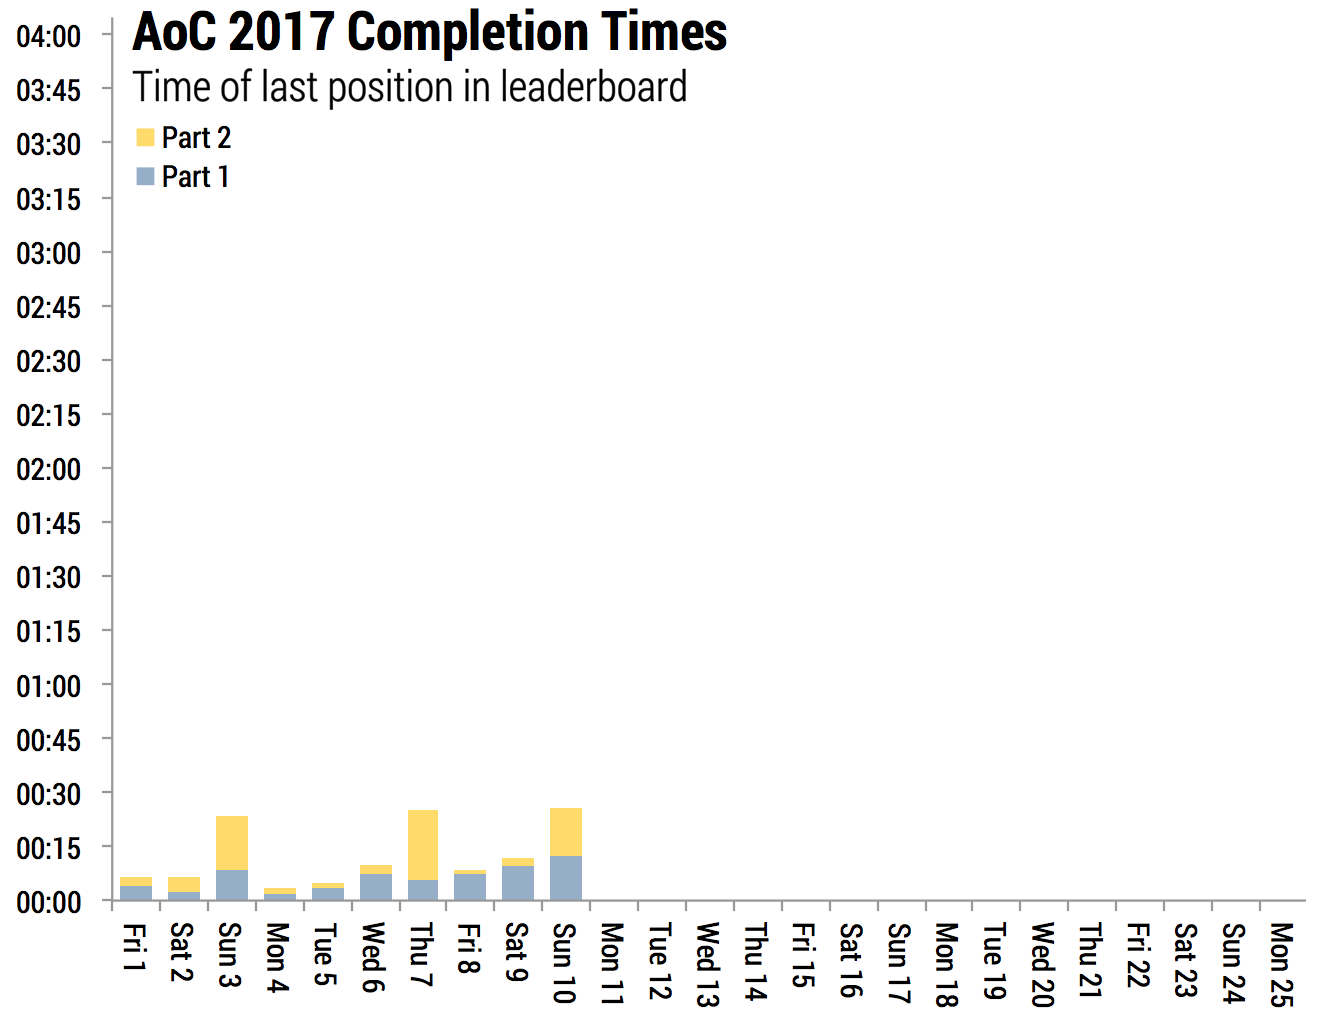 AoC 2017 Completion Times
Time of last position in leaderboard
Part 2
Part 1
04:00
03:45
03:30
03:15
03:00
02:45
02:30
02:15
02:00
01:45
01:30
01:15
01:00
00:45
00:30
00:15
00:00
Fri 1
Sat 2
Sun 3
Mon 4
Tue 5
Wed 6
Thu 7
Fri 8
Sat 9
Sun 10
Mon 11
Tue 12
Wed 13
Thu 14
Fri 15
Sat 16
Sun 17
Mon 18
Tue 19
Wed 20
Thu 21
Fri 22
Sat 23
Sun 24
Mon 25